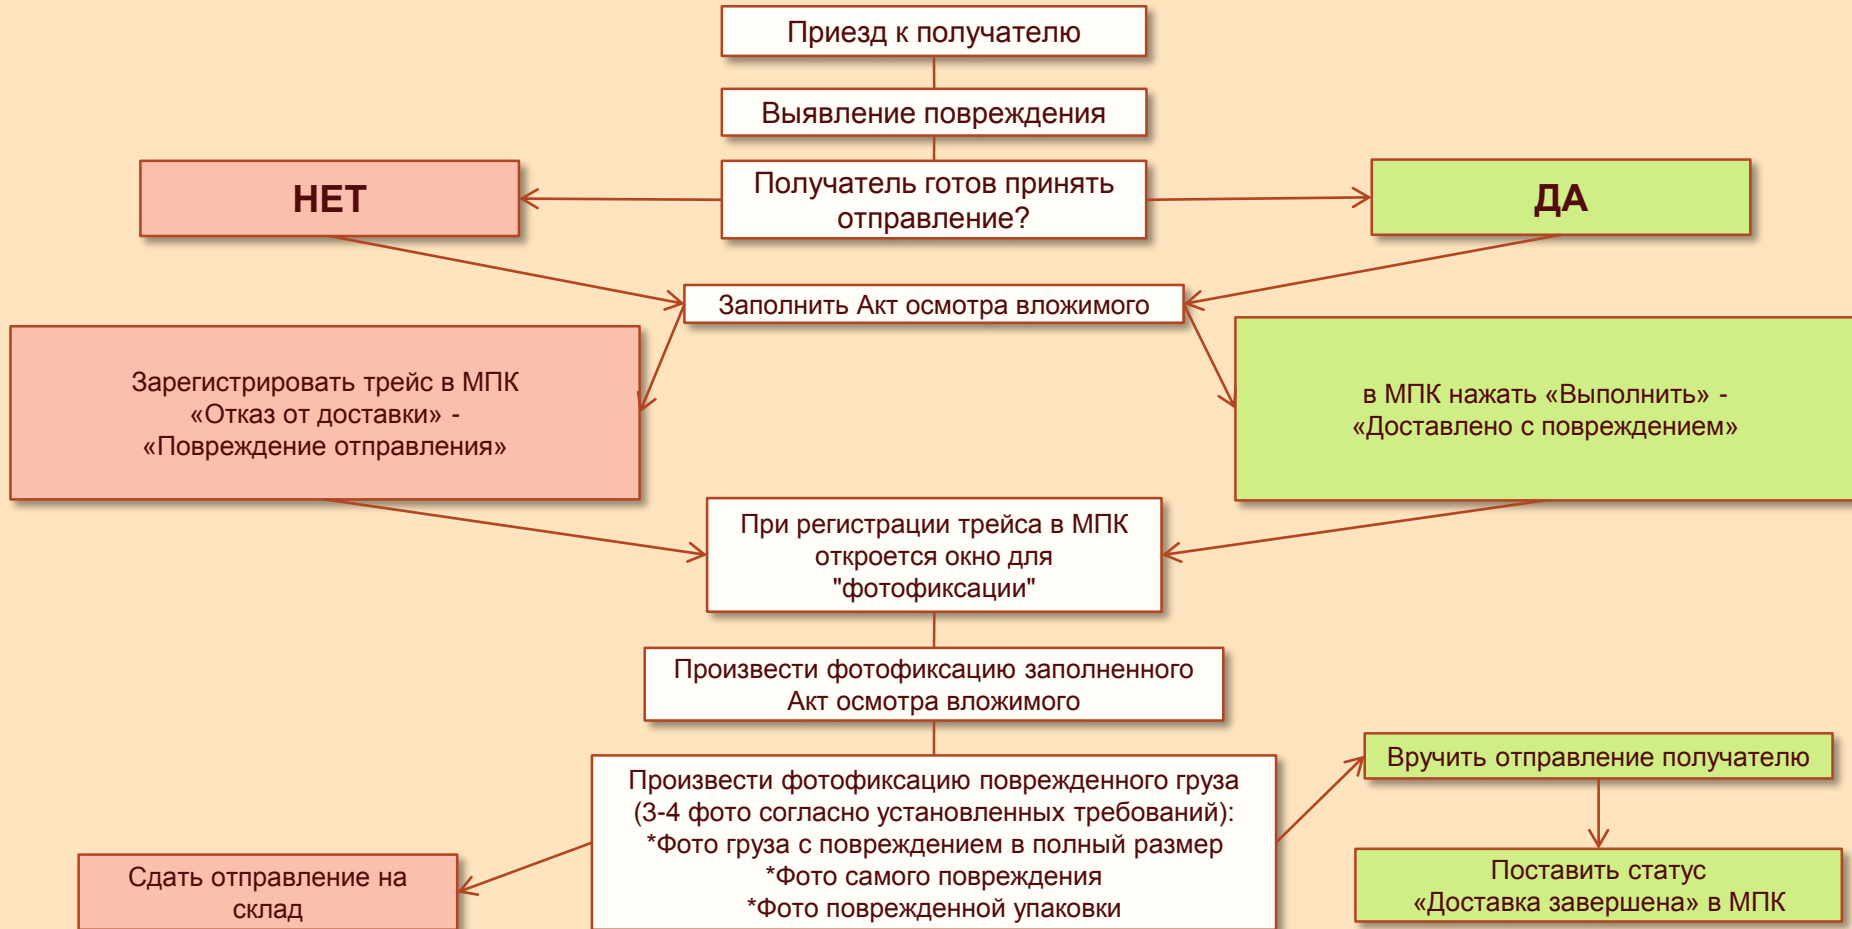 Приезд к получателю
Выявление повреждения
НЕТ
Получатель готов принять
отправление?
ДА
Заполнить Акт осмотра вложимого
Зарегистрировать трейс в МПК
«Отказ от доставки» -
«Повреждение отправления»
в МПК нажать «Выполнить» -
«Доставлено с повреждением»
При регистрации трейса в МПК
откроется окно для
"фотофиксации"
Произвести фотофиксацию заполненного
Акт осмотра вложимого
Произвести фотофиксацию поврежденного груза
(3-4 фото согласно установленных требований):
*Фото груза с повреждением в полный размер
*Фото самого повреждения
*Фото поврежденной упаковки
Вручить отправление получателю
Сдать отправление на
склад
Поставить статус
«Доставка завершена» в МПК